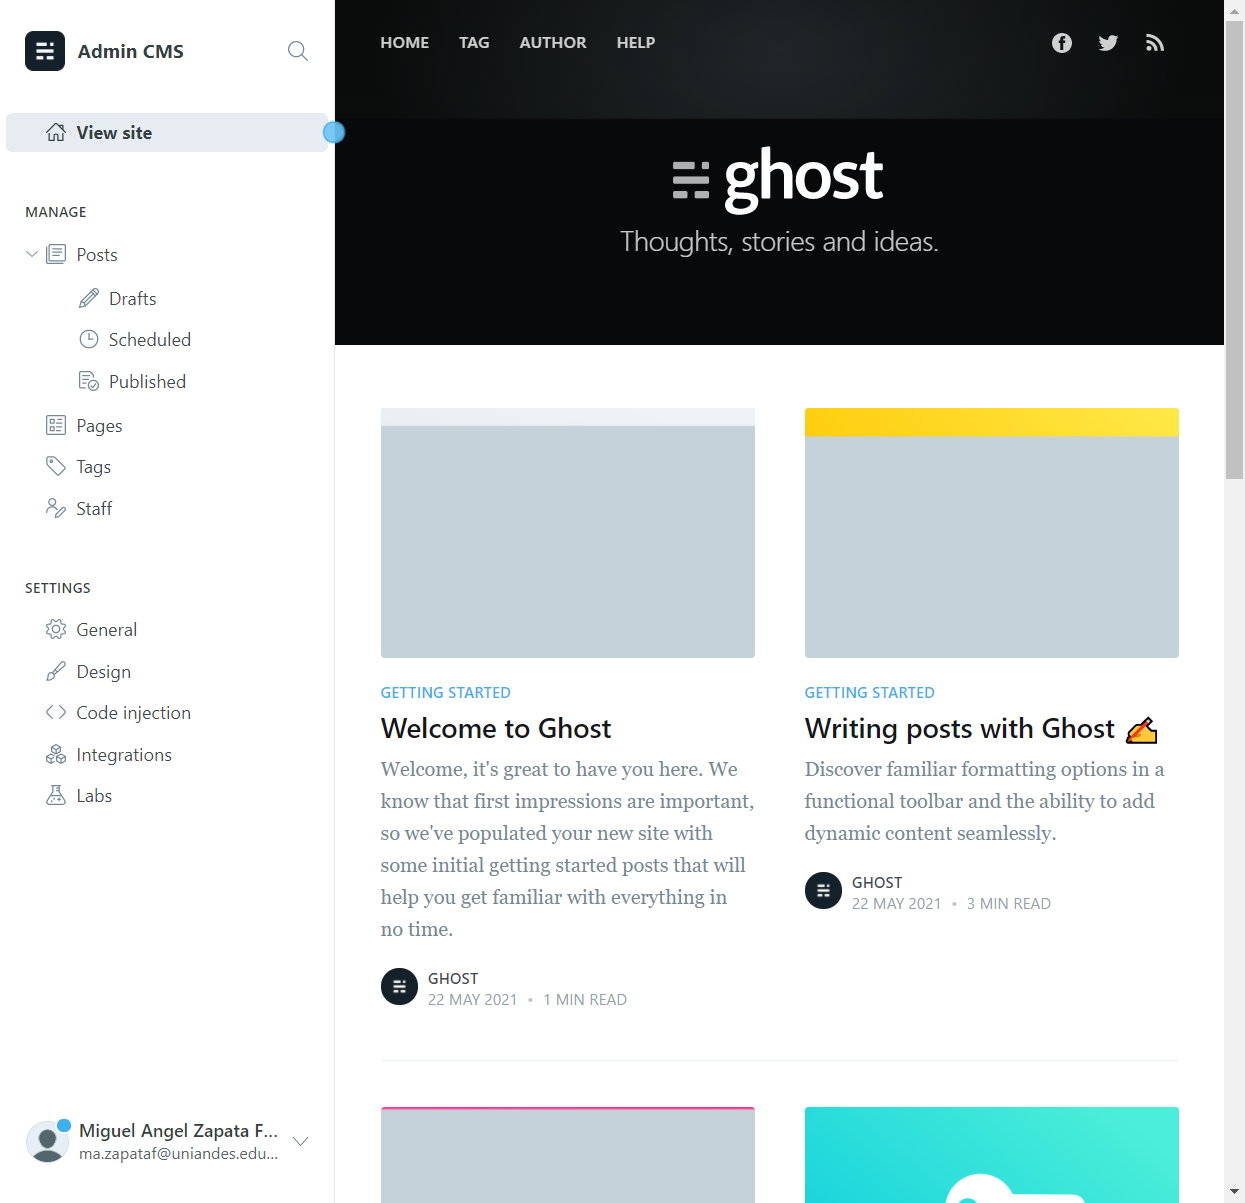 Admin CMS
View site
MANAGE
Posts
Drafts
Scheduled
Published
Pages
Tags
Staff
SETTINGS
General
Design
Code injection
Integrations
Labs
Miguel Angel Zapata F...
ma.zapataf@uniandes.edu...
HOME TAG AUTHOR HELP
ghost
Thoughts, stories and ideas.
GETTING STARTED
Welcome to Ghost
Welcome, it's great to have you here. We
know that first impressions are important,
so we've populated your new site with
some initial getting started posts that will
help you get familiar with everything in
no time.
GHOST
22 MAY 2021 • 1 MIN READ
GETTING STARTED
Writing posts with Ghost ✍️
Discover familiar formatting options in a
functional toolbar and the ability to add
dynamic content seamlessly.
GHOST
22 MAY 2021 • 3 MIN READ